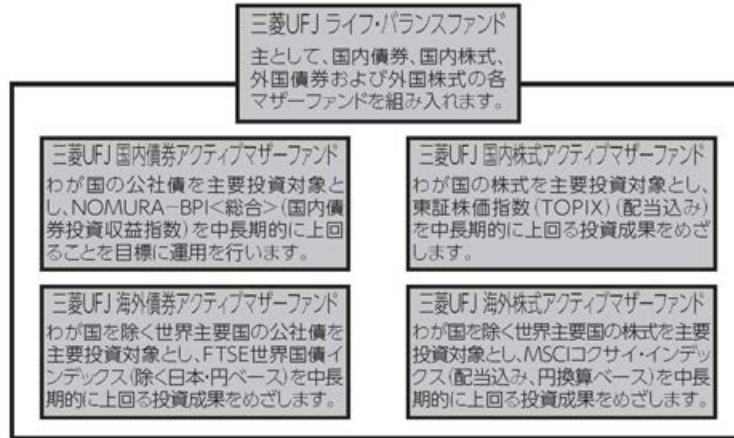 三菱UFJ ライフ・バランスファンド
主として、国内債券、国内株式、
外国債券および外国株式の各
マザーファンドを組み入れます。
三菱UFJ 国内債券アクティブマザーファンド
わが国の公社債を主要投資対象と
し、NOMURA-BPI<総合>(国内債
券投資収益指数)を中長期的に上回
ることを目標に運用を行います。
三菱UFJ 国内株式アクティブマザーファンド
わが国の株式を主要投資対象とし、
東証株価指数(TOPIX)(配当込み)
を中長期的に上回る投資成果をめざ
します。
三菱UFJ 海外債券アクティブマザーファンド
わが国を除く世界主要国の公社債を
主要投資対象とし、FTSE世界国債イ
ンデックス(除く日本・円ベース)を中長
期的に上回る投資成果をめざします。
三菱UFJ 海外株式アクティブマザーファンド
わが国を除く世界主要国の株式を主要
投資対象とし、MSCIコクサイ・インデッ
クス(配当込み、円換算ベース)を中長
期的に上回る投資成果をめざします。